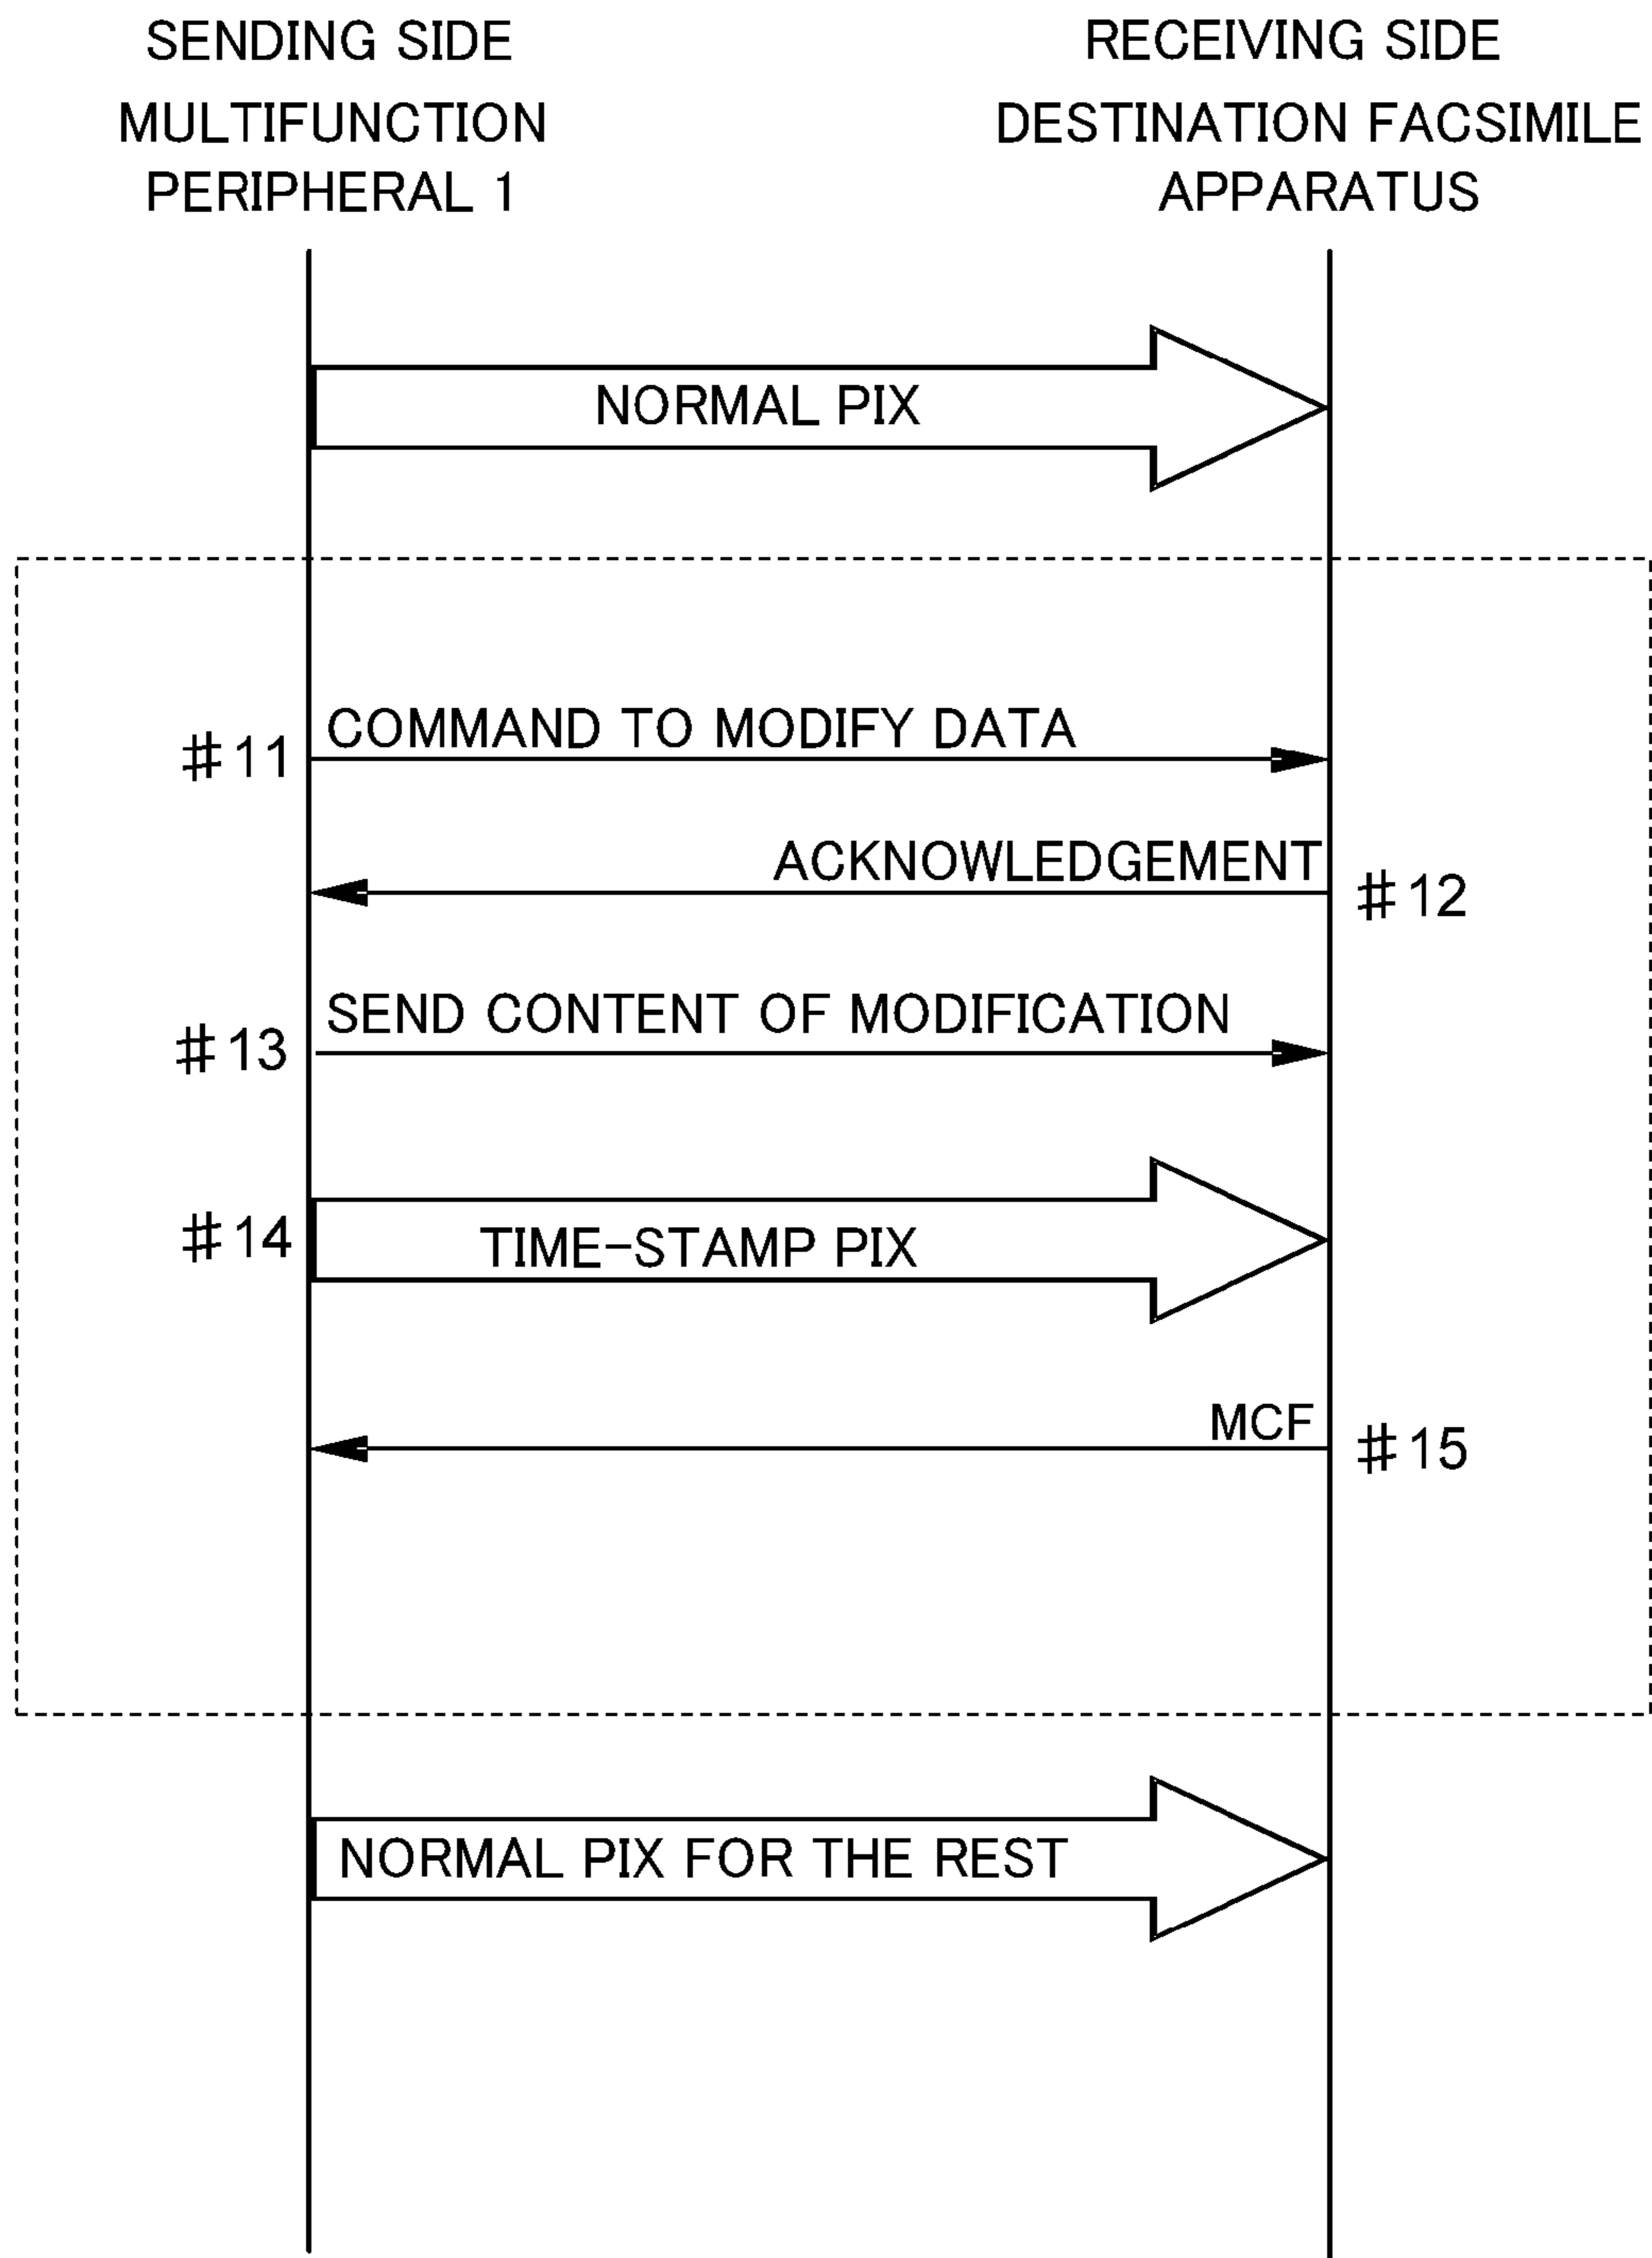 SENDING SIDE
MULTIFUNCTION
PERIPHERAL 1
RECEIVING SIDE
DESTINATION FACSIMILE
APPARATUS
NORMAL PIX
#11
COMMAND TO MODIFY DATA
ACKNOWLEDGEMENT
#12
#13
SEND CONTENT OF MODIFICATION
#14
TIME-STAMP PIX
MCF
#15
NORMAL PIX FOR THE REST